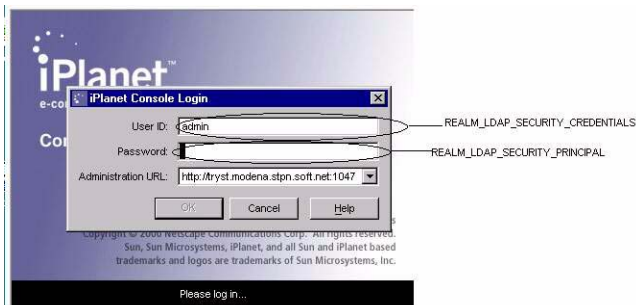 iPlanet™
e-co
iPlanet Console Login
Co
User ID: admin
REALM_LDAP_SECURITY_CREDENTIALS
Password:
REALM_LDAP_SECURITY_PRINCIPAL
Administration URL: http://tryst.modena.stpn.soft.net:1047
OK Cancel Help
Copyright © 2000 Netscape Communications Corp. All rights reserved.
Sun, Sun Microsystems, iPlanet, and all Sun and iPlanet based
trademarks and logos are trademarks of Sun Microsystems, Inc.
Please log in...